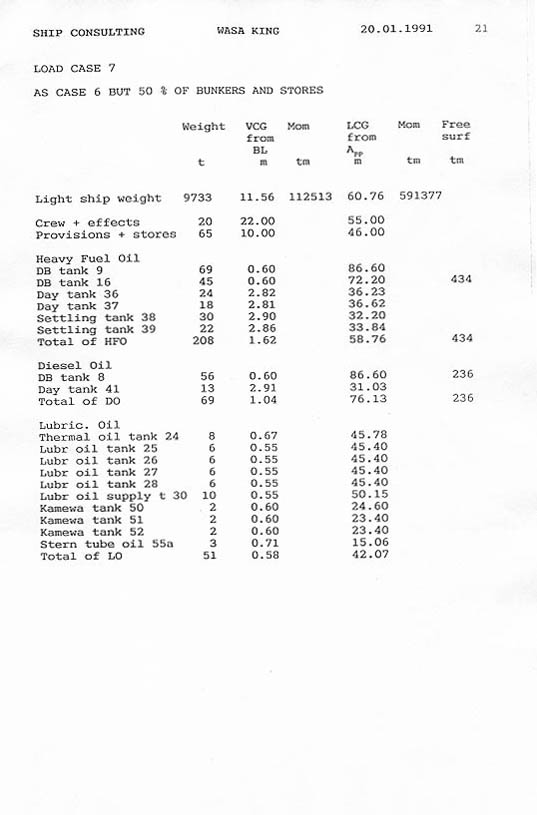 SHIP CONSULTING WASA KING 20.01.1991 21
LOAD CASE 7
AS CASE 6 BUT 50 % OF BUNKERS AND STORES
Weight VCG Mom LCG Mom Free
from from surf
BL App
t m tm m tm tm
Light ship weight 9733 11.56 112513 60.76 591377
Crew + effects 20 22.00 55.00
Provisions + stores 65 10.00 46.00
Heavy Fuel Oil
DB tank 9 69 0.60 86.60
DB tank 16 45 0.60 72.20 434
Day tank 36 24 2.82 36.23
Day tank 37 18 2.81 36.62
Settling tank 38 30 2.90 32.20
Settling tank 39 22 2.86 33.84
Total of HFO 208 1.62 58.76 434
Diesel Oil
DB tank 8 56 0.60 86.60 236
Day tank 41 13 2.91 31.03
Total of DO 69 1.04 76.13 236
Lubric. Oil
Thermal oil tank 24 8 0.67 45.78
Lubr oil tank 25 6 0.55 45.40
Lubr oil tank 26 6 0.55 45.40
Lubr oil tank 27 6 0.55 45.40
Lubr oil tank 28 6 0.55 45.40
Lubr oil supply t 30 10 0.55 50.15
Kamewa tank 50 2 0.60 24.60
Kamewa tank 51 2 0.60 23.40
Kamewa tank 52 2 0.60 23.40
Stern tube oil 55a 3 0.71 15.06
Total of LO 51 0.58 42.07